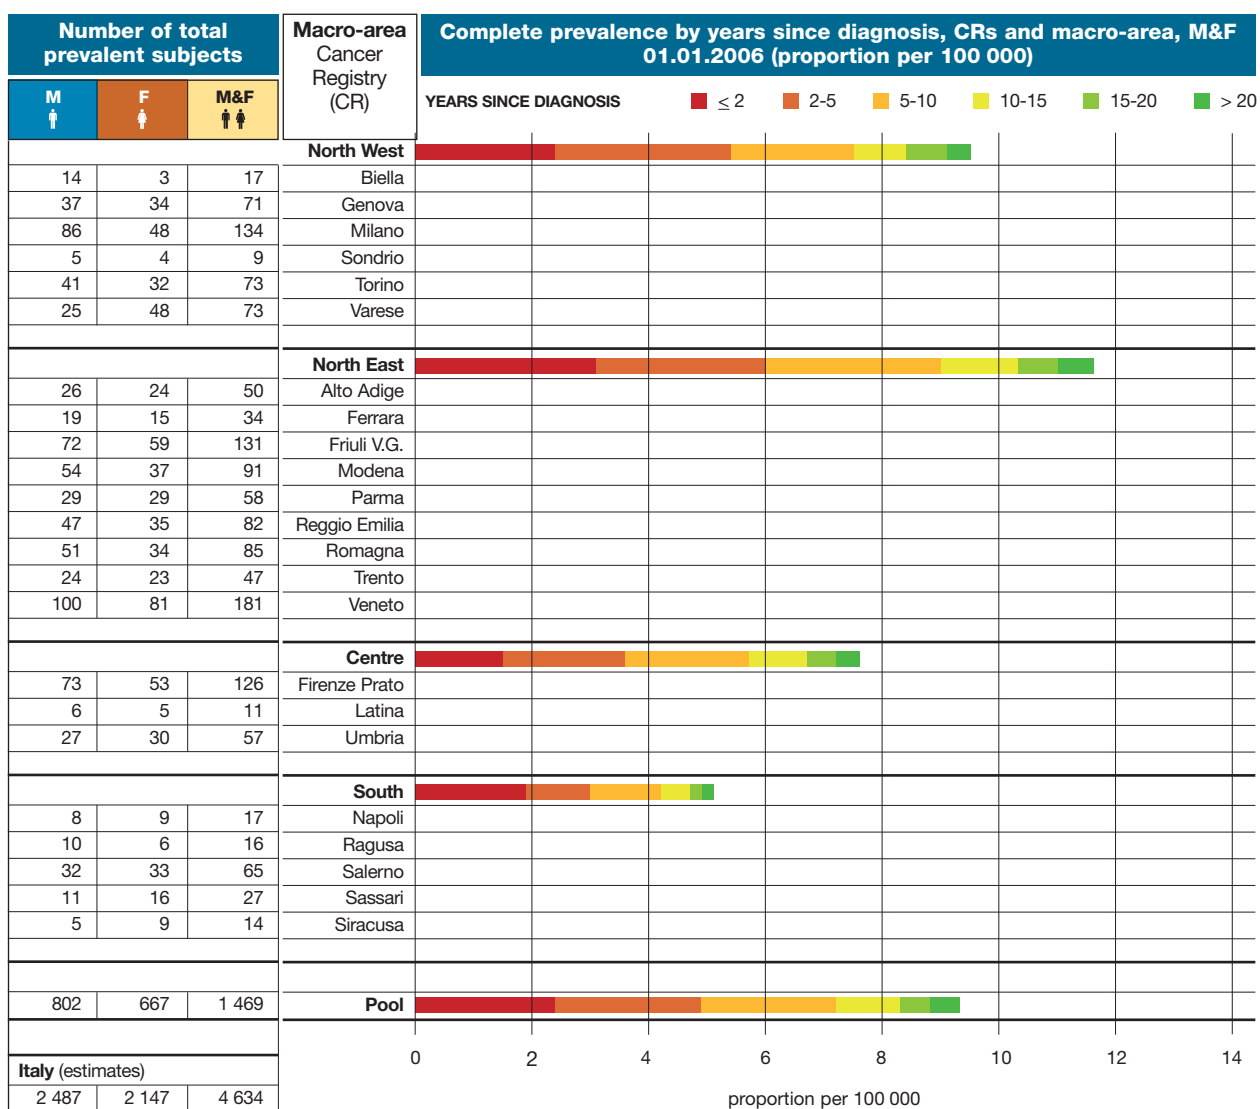 Number of total
prevalent subjects
Macro-area
Cancer
Registry
(CR)
Complete prevalence by years since diagnosis, CRs and macro-area, M&F
01.01.2006 (proportion per 100 000)
M F M&F
YEARS SINCE DIAGNOSIS ≤ 2 2-5 5-10 10-15 15-20 > 20
North West
14 3 17 Biella
37 34 71 Genova
86 48 134 Milano
5 4 9 Sondrio
41 32 73 Torino
25 48 73 Varese
North East
26 24 50 Alto Adige
19 15 34 Ferrara
72 59 131 Friuli V.G.
54 37 91 Modena
29 29 58 Parma
47 35 82 Reggio Emilia
51 34 85 Romagna
24 23 47 Trento
100 81 181 Veneto
Centre
73 53 126 Firenze Prato
6 5 11 Latina
27 30 57 Umbria
South
8 9 17 Napoli
10 6 16 Ragusa
32 33 65 Salerno
11 16 27 Sassari
5 9 14 Siracusa
802 667 1 469 Pool
0 2 4 6 8 10 12 14
Italy (estimates)
2 487 2 147 4 634
proportion per 100 000